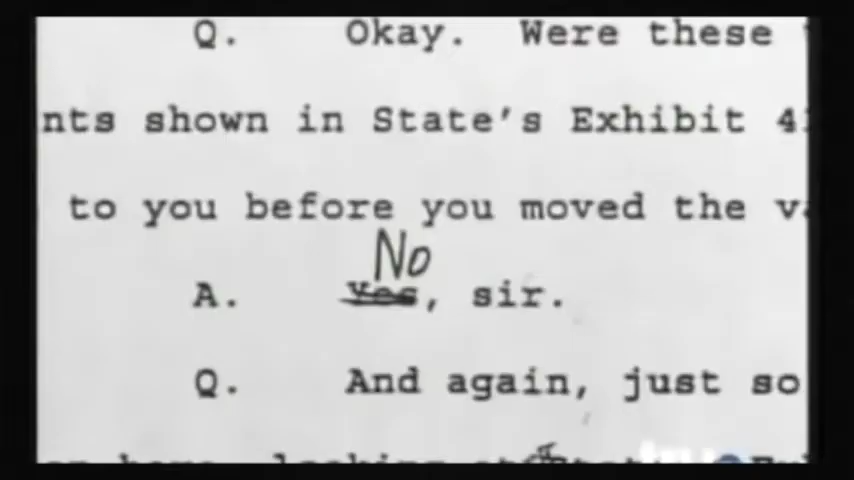 Q. Okay. Were these
nts shown in State's Exhibit 4
to you before you moved the
No
A. Yes, sir.
Q. And again, just so